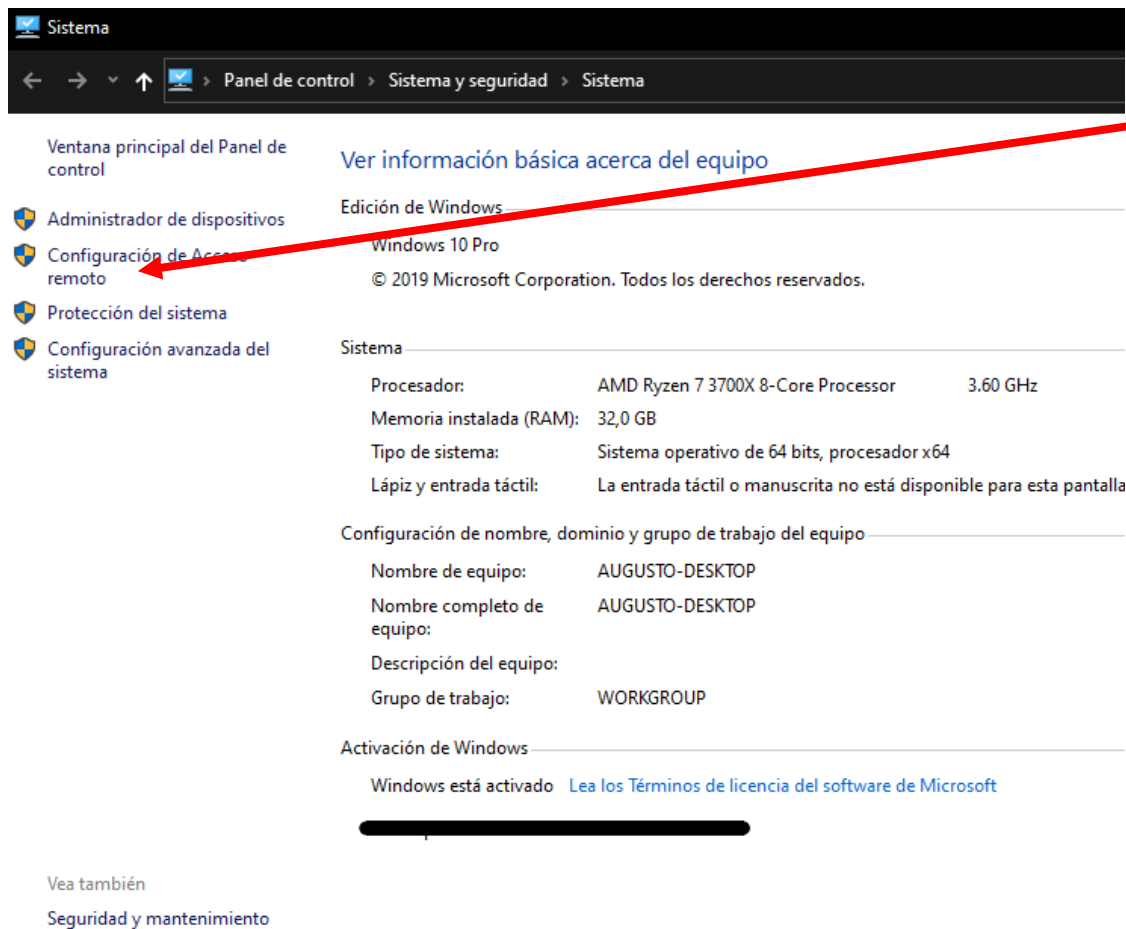 Sistema
Panel de control > Sistema y seguridad > Sistema
Ventana principal del Panel de
control
Administrador de dispositivos
Configuración de Acceso
remoto
Protección del sistema
Configuración avanzada del
sistema
Ver información básica acerca del equipo
Edición de Windows
Windows 10 Pro
© 2019 Microsoft Corporation. Todos los derechos reservados.
Sistema
Procesador: AMD Ryzen 7 3700X 8-Core Processor 3.60 GHz
Memoria instalada (RAM): 32,0 GB
Tipo de sistema: Sistema operativo de 64 bits, procesador x64
Lápiz y entrada táctil: La entrada táctil o manuscrita no está disponible para esta pantalla
Configuración de nombre, dominio y grupo de trabajo del equipo
Nombre de equipo: AUGUSTO-DESKTOP
Nombre completo de AUGUSTO-DESKTOP
equipo:
Descripción del equipo:
Grupo de trabajo: WORKGROUP
Activación de Windows
Windows está activado Lea los Términos de licencia del software de Microsoft
Vea también
Seguridad y mantenimiento